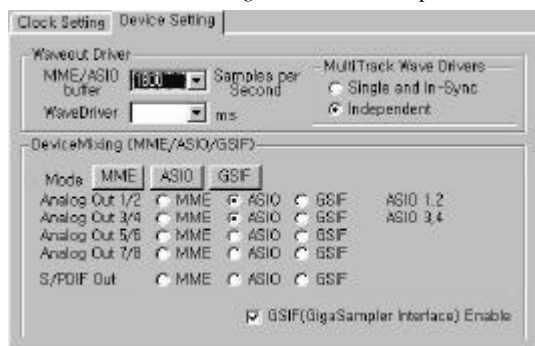 Clock Setting Device Setting
Waveout Driver
MME/ASIO buffer Samples per Second
WaveDriver ms
MultiTrack Wave Drivers
Single and In-Sync
Independent
DeviceMixing (MME/ASIO/GSIF)
Mode MME ASIO GSIF
Analog Out 1/2 MME ASIO GSIF ASIO 1,2
Analog Out 3/4 MME ASIO GSIF ASIO 3,4
Analog Out 5/6 MME ASIO GSIF
Analog Out 7/8 MME ASIO GSIF
S/PDIF Out MME ASIO GSIF
GSIF(GigaSampler Interface) Enable